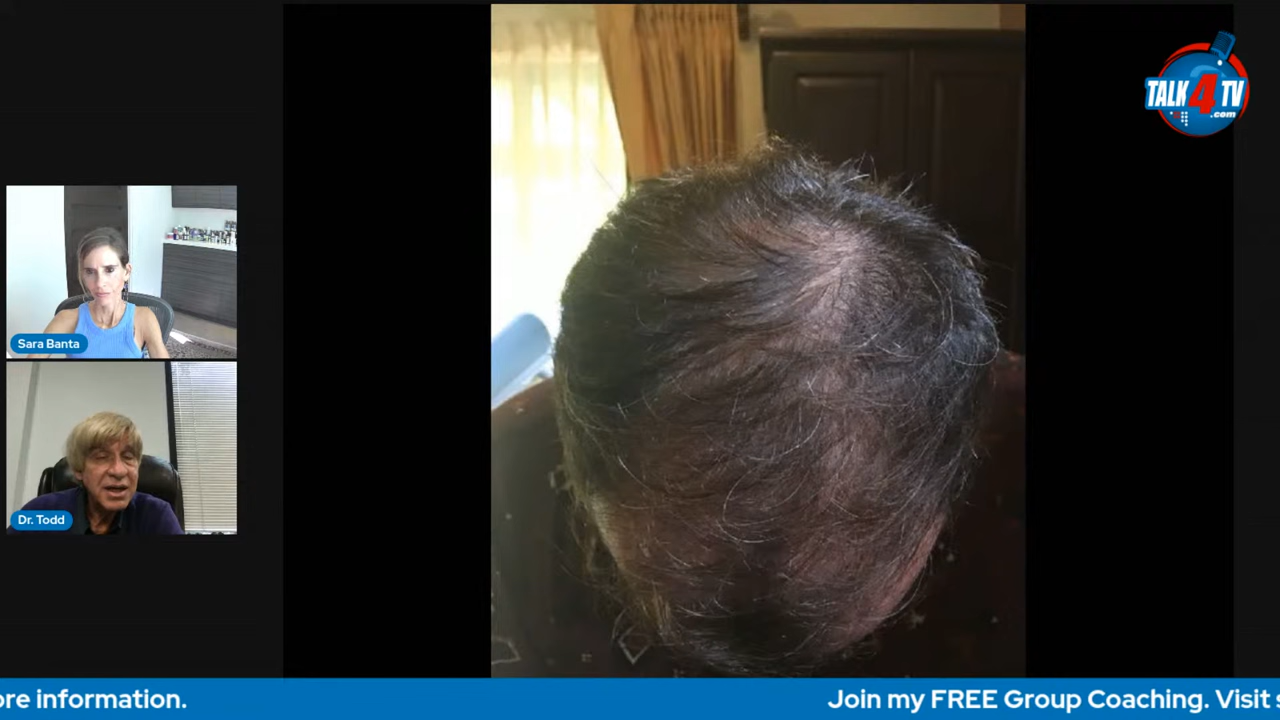 TALK4TV
.com
Sara Banta
Dr. Todd
ore information.
Join my FREE Group Coaching. Visit